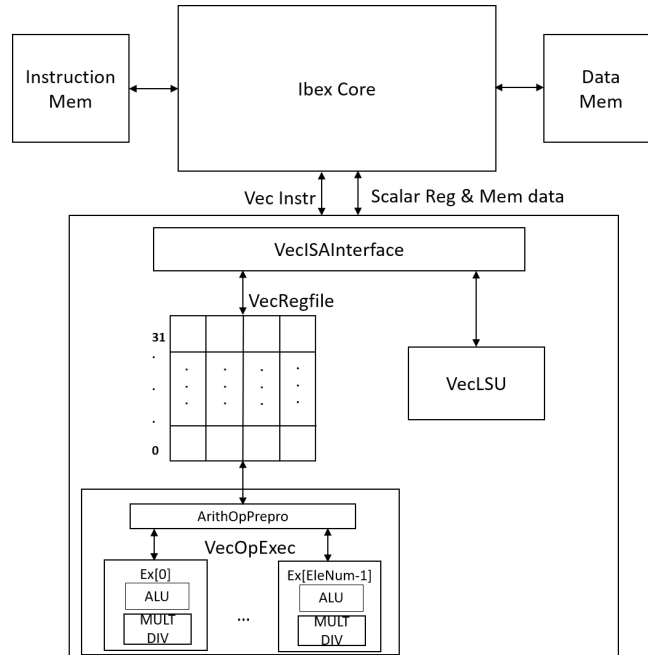 Instruction
Mem
Ibex Core
Data
Mem
Vec Instr
Scalar Reg & Mem data
VecISAInterface
VecRegfile
31
.
.
.
0
. . . .
. . . .
. . . .
VecLSU
ArithOpPrepro
VecOpExec
Ex[0]
ALU
MULT
DIV
...
Ex[EleNum-1]
ALU
MULT
DIV